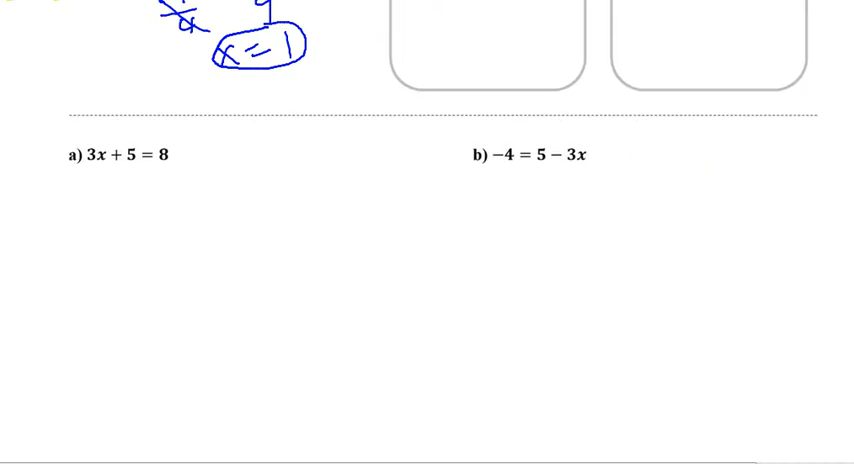 x = 1
a) 3x + 5 = 8
b) −4 = 5 − 3x